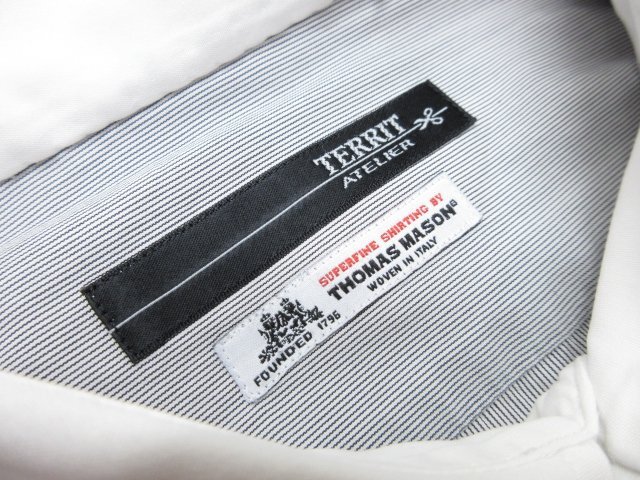 TERRIT
ATELIER
SUPERFINE SHIRTING BY
THOMAS MASON®
WOVEN IN ITALY
FOUNDED 1796